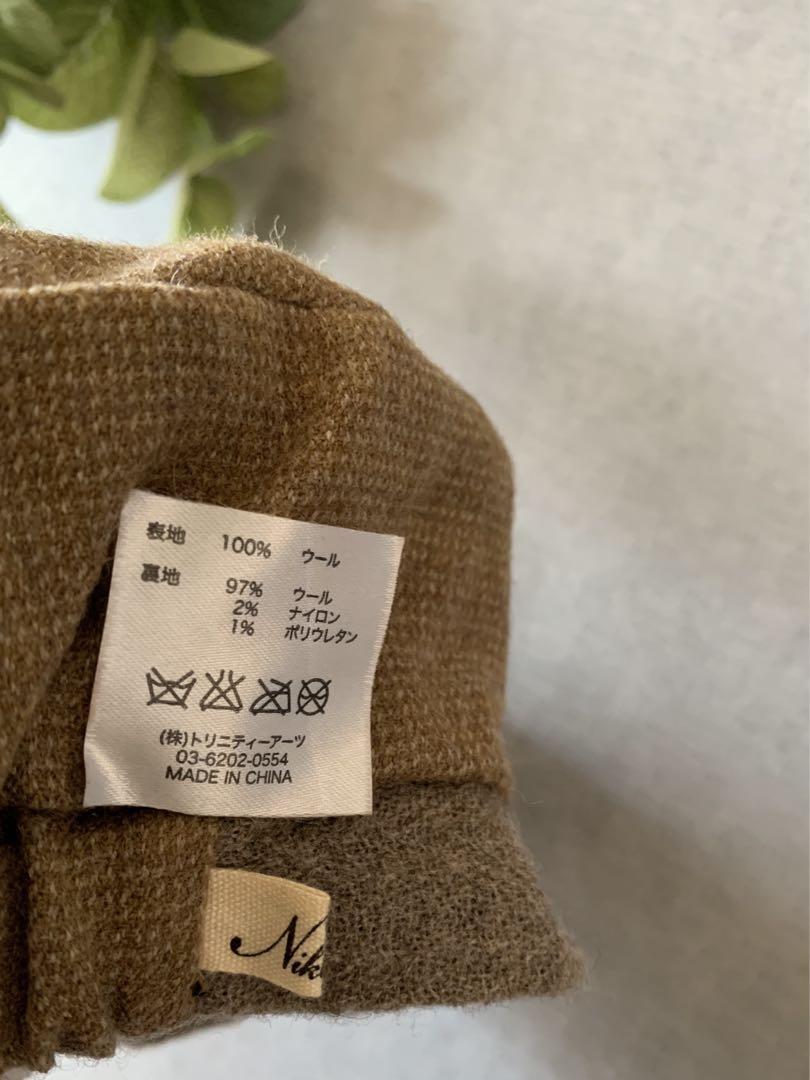 表地 100% ウール
裏地 97% ウール
2% ナイロン
1% ポリウレタン
(株)トリニティーアーツ
03-6202-0554
MADE IN CHINA
Nik